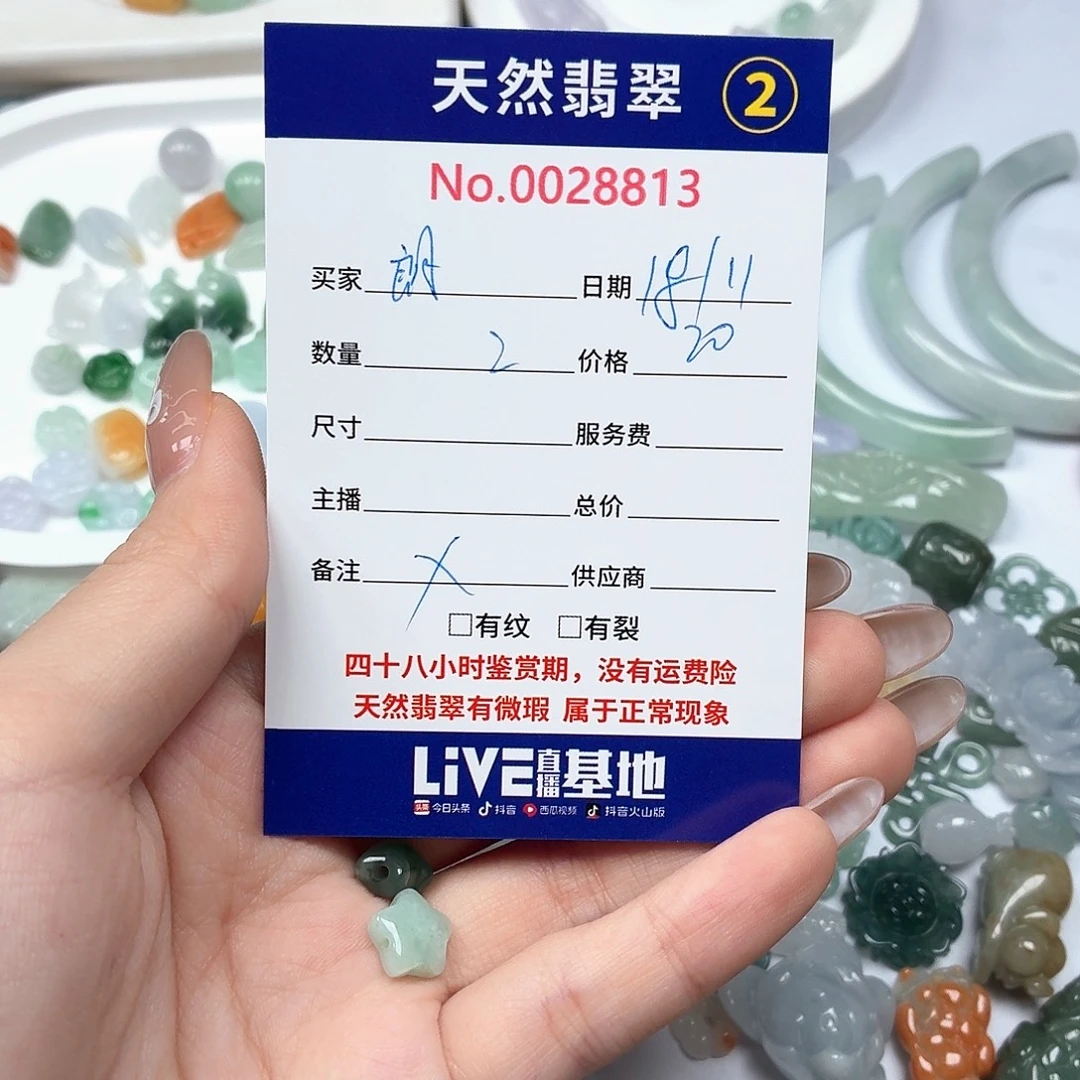 天然翡翠 2
No.0028813
买家 朗 日期 18/11
数量 2 价格 20
尺寸 服务费
主播 总价
备注 X 供应商
□有纹 □有裂
四十八小时鉴赏期，没有运费险
天然翡翠有微瑕 属于正常现象
LiVE直播基地
头条 今日头条 抖音 西瓜视频 抖音火山版